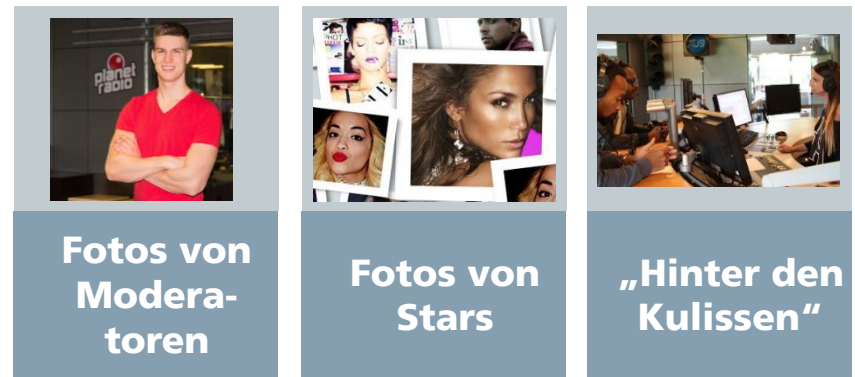 planet
radio
Fotos von
Modera-
toren
Fotos von
Stars
„Hinter den
Kulissen“